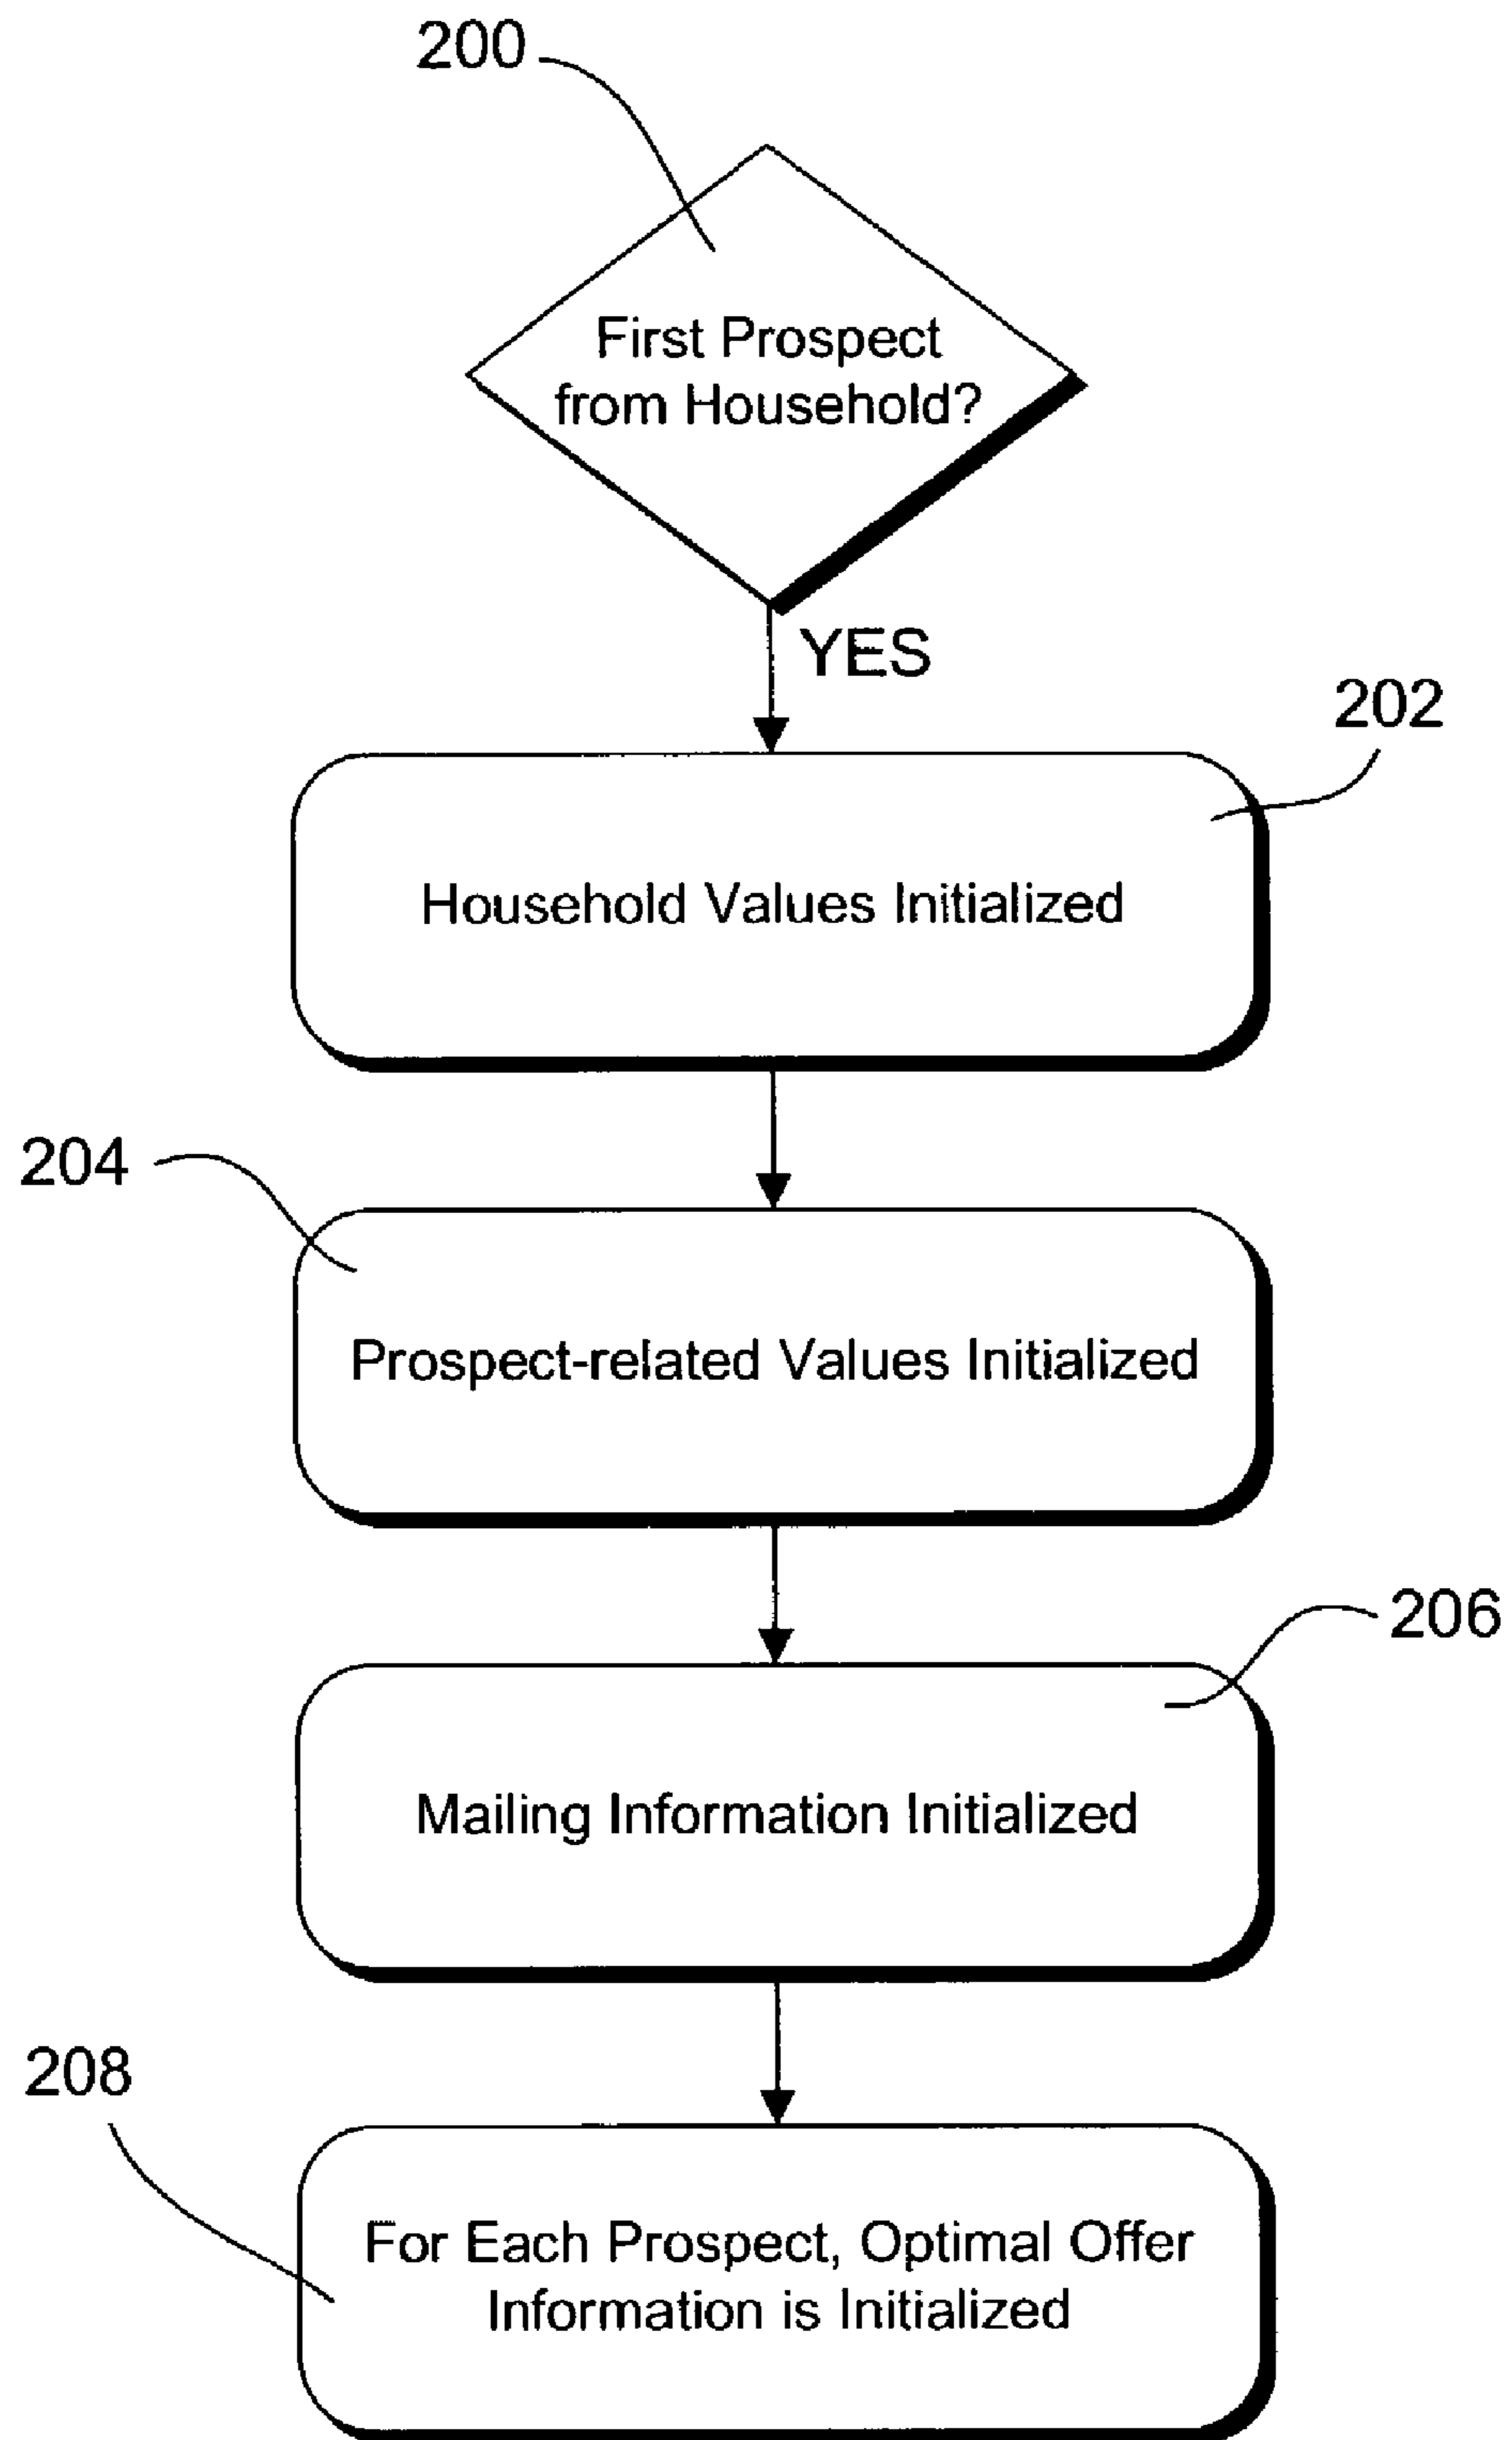 200
First Prospect
from Household?
YES
202
Household Values Initialized
204
Prospect-related Values Initialized
206
Mailing Information Initialized
208
For Each Prospect, Optimal Offer
Information is Initialized